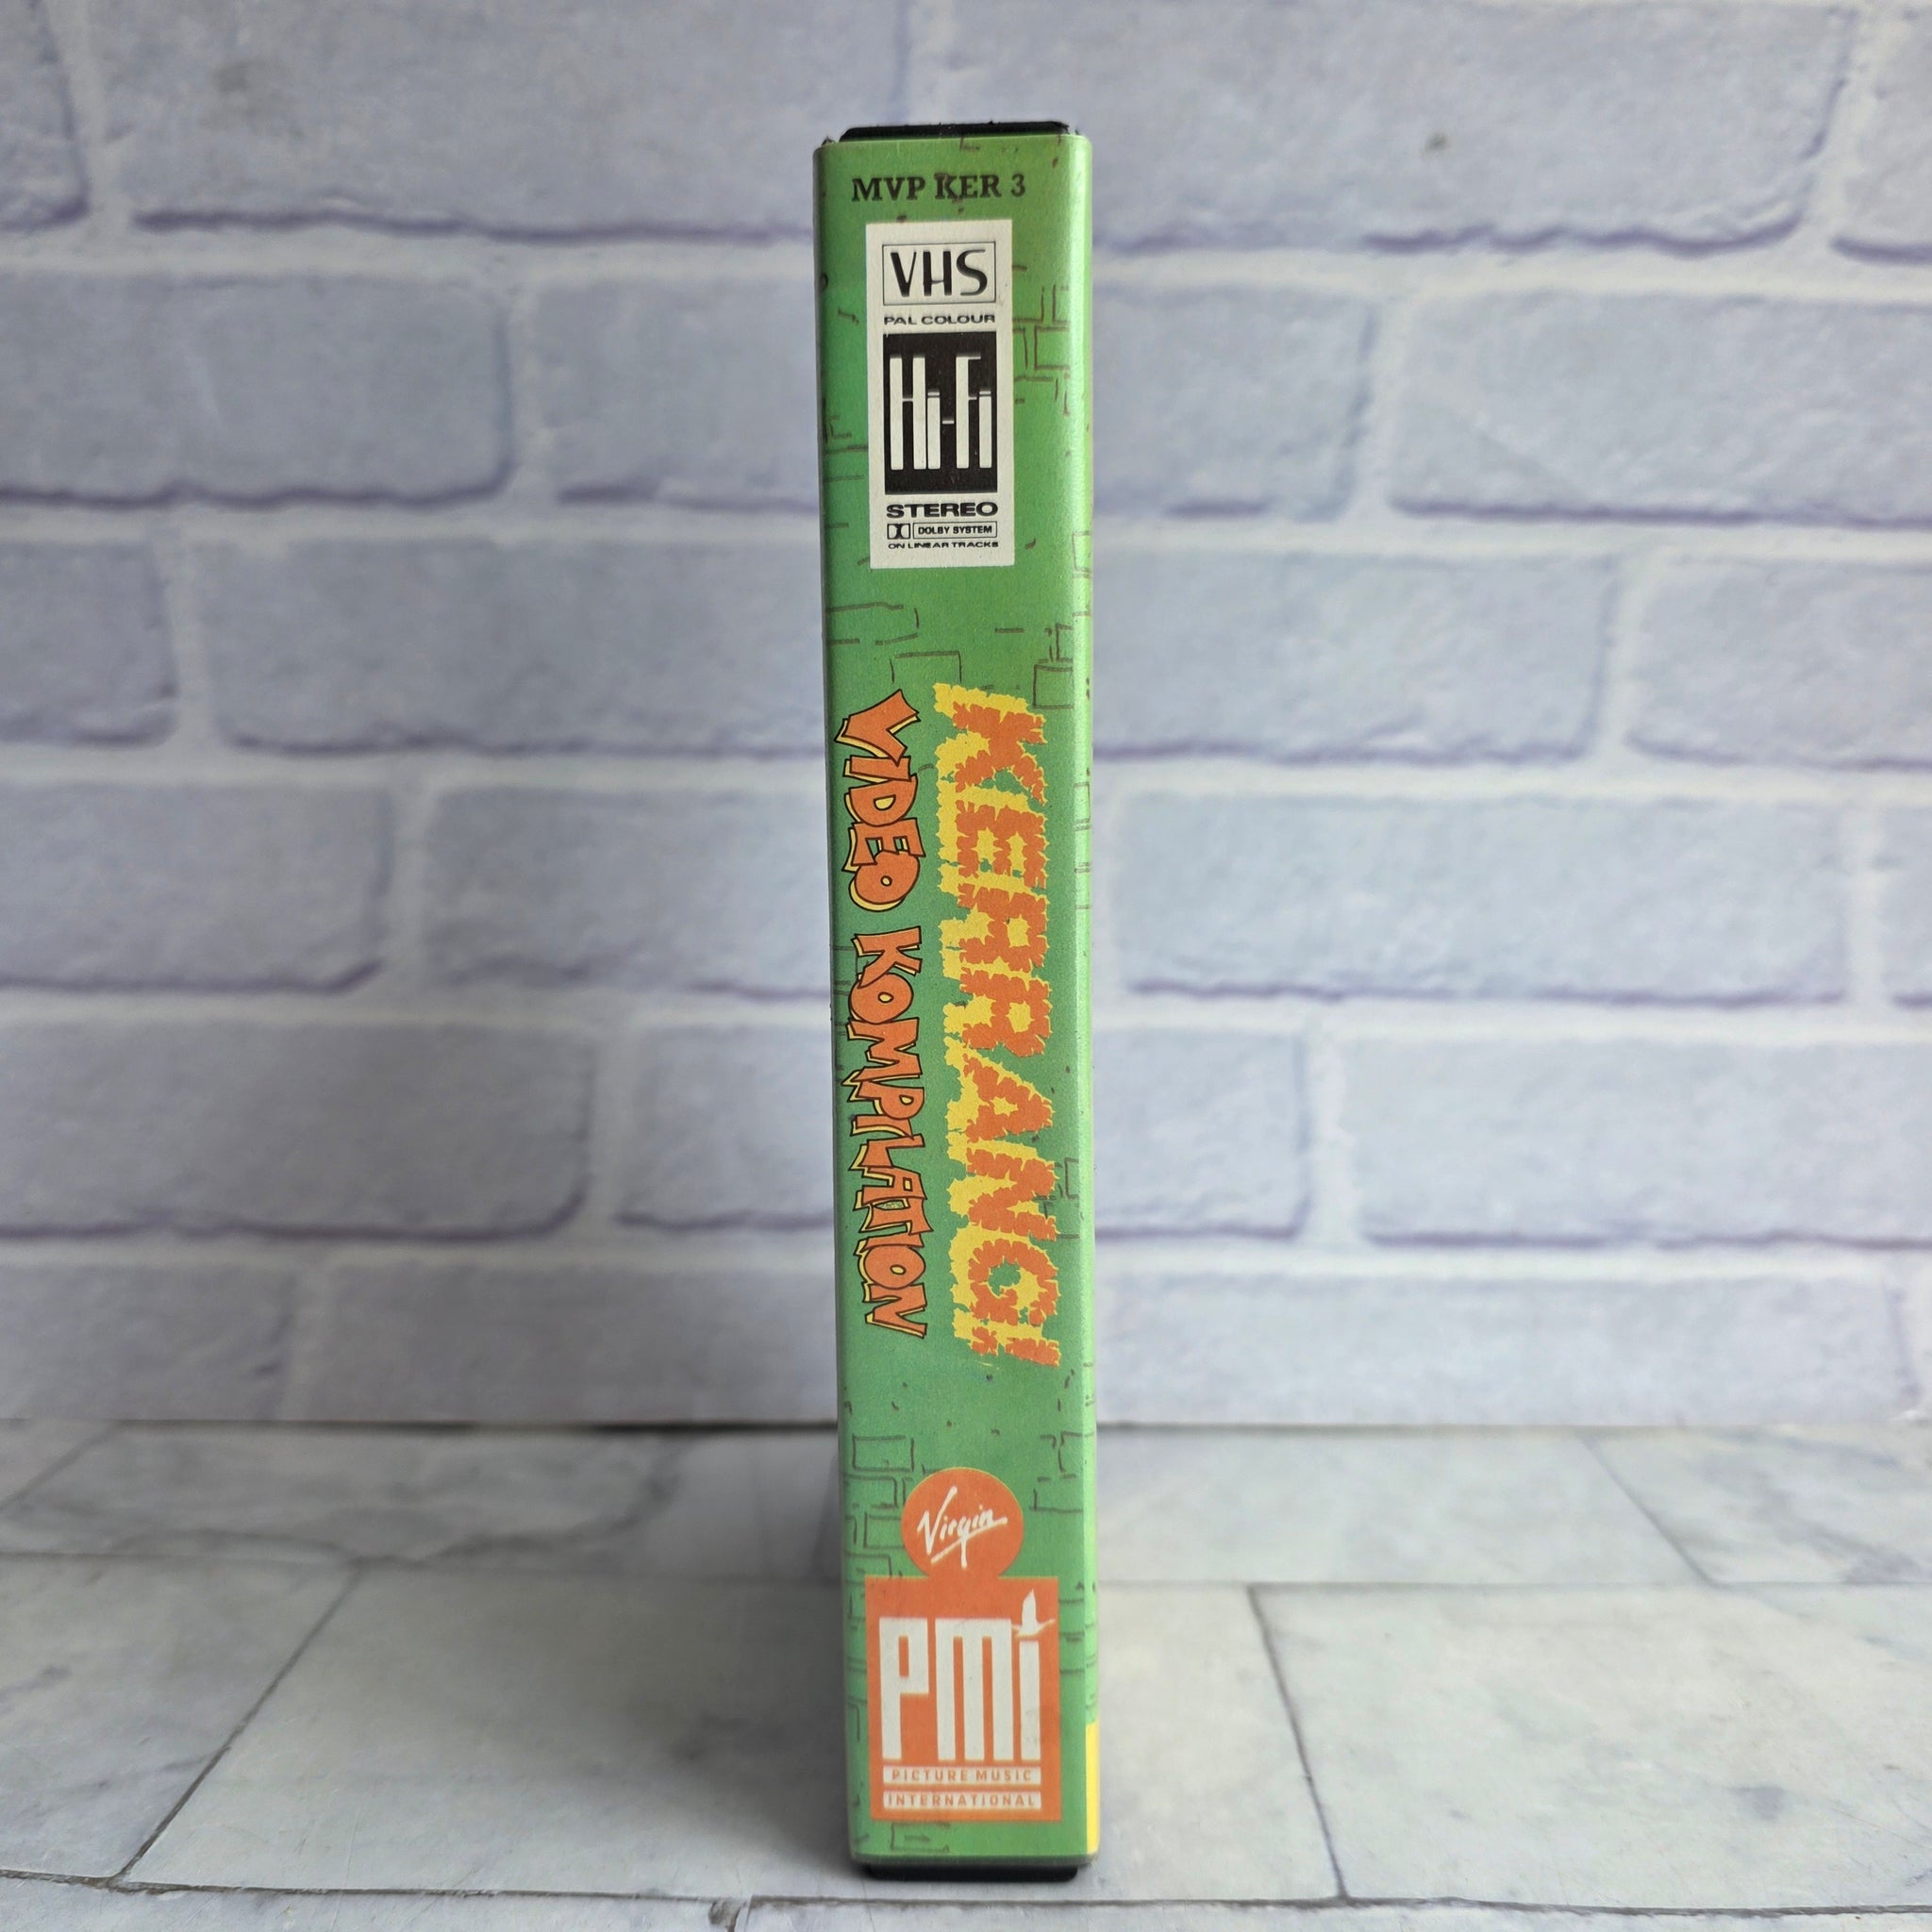 MVP KER 3
VHS
PAL COLOUR
Hi-Fi
STEREO
DOLBY SYSTEM
ON LINEAR TRACKS
KERRANG!
VIDEO KOMPILATION
Virgin
PMI
PICTURE MUSIC
INTERNATIONAL